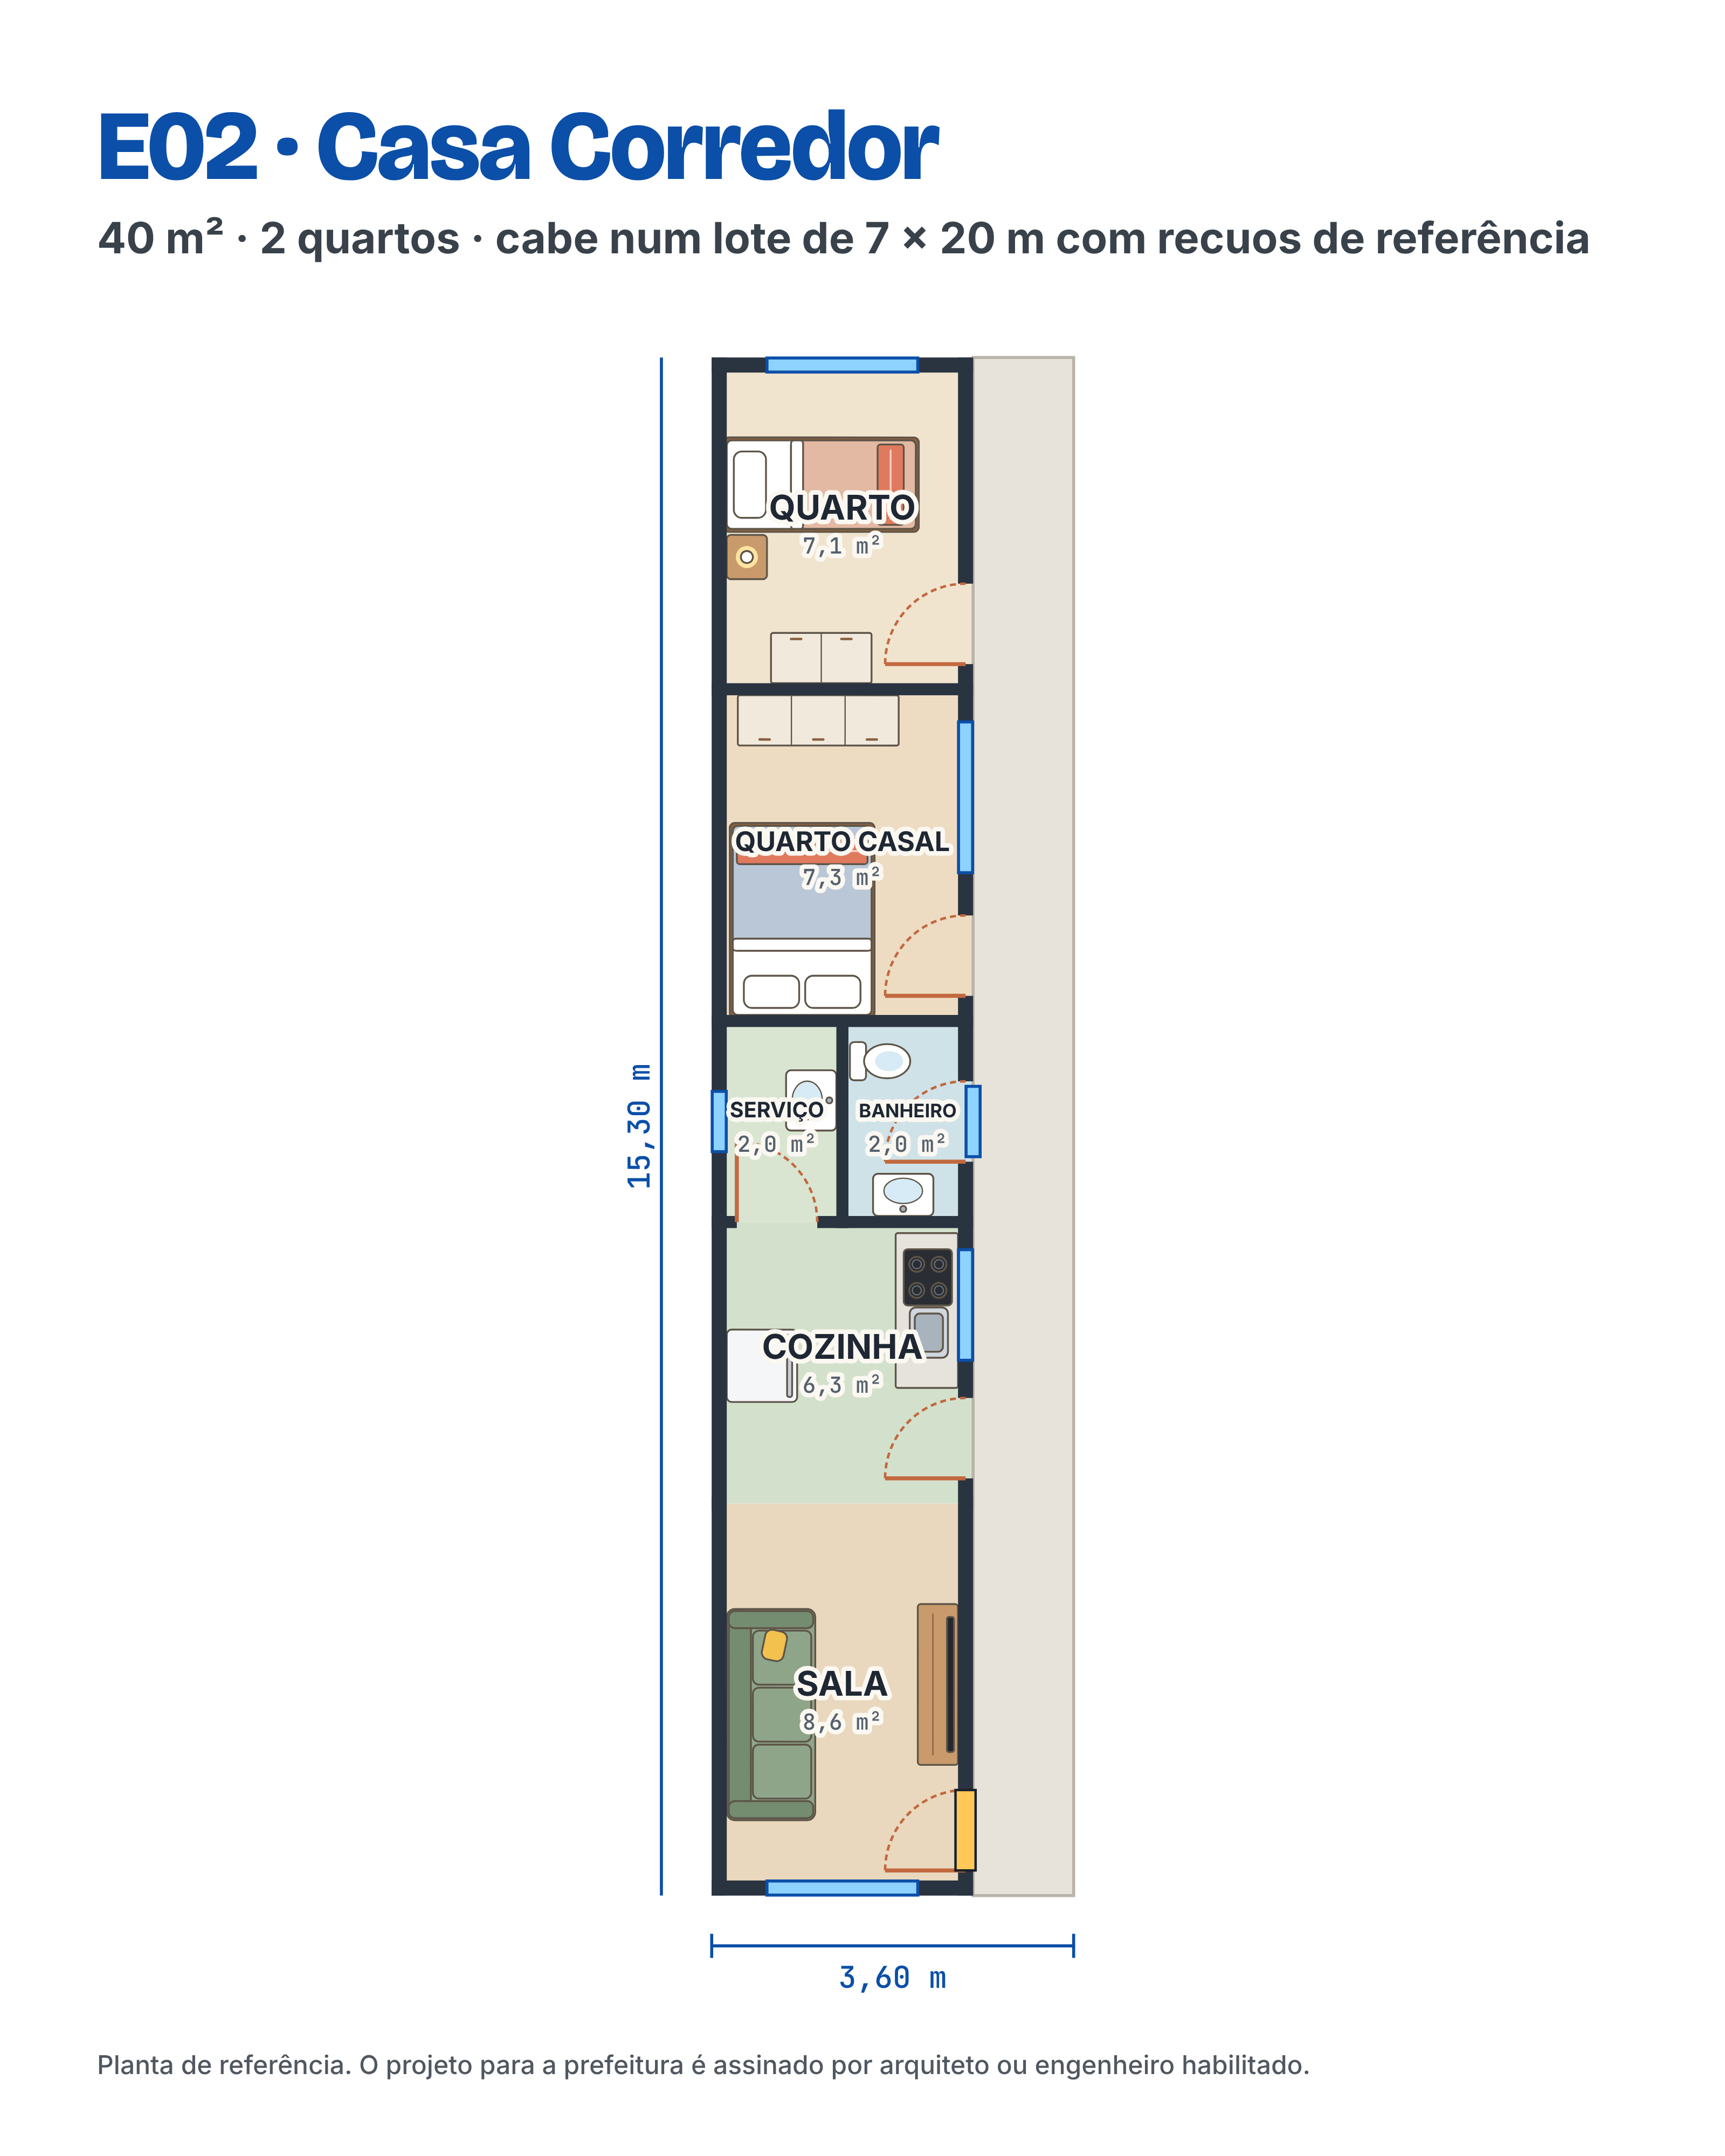 E02 · Casa Corredor
40 m² · 2 quartos · cabe num lote de 7 × 20 m com recuos de referência
QUARTO
7,1 m²
QUARTO CASAL
7,3 m²
SERVIÇO
2,0 m²
BANHEIRO
2,0 m²
15,30 m
COZINHA
6,3 m²
SALA
8,6 m²
3,60 m
Planta de referência. O projeto para a prefeitura é assinado por arquiteto ou engenheiro habilitado.